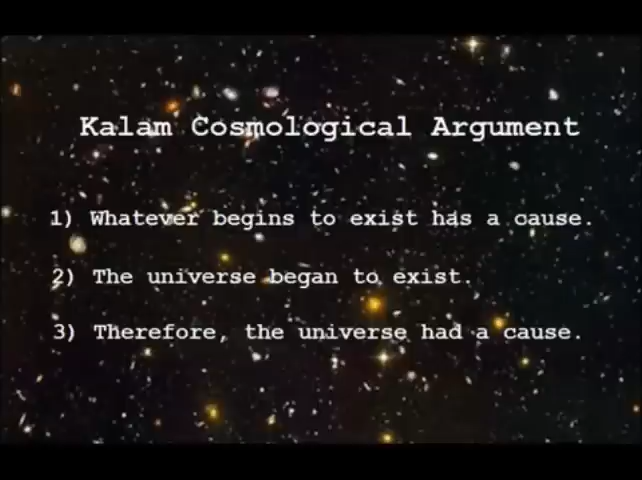 Kalam Cosmological Argument
1) Whatever begins to exist has a cause.
2) The universe began to exist.
3) Therefore, the universe had a cause.